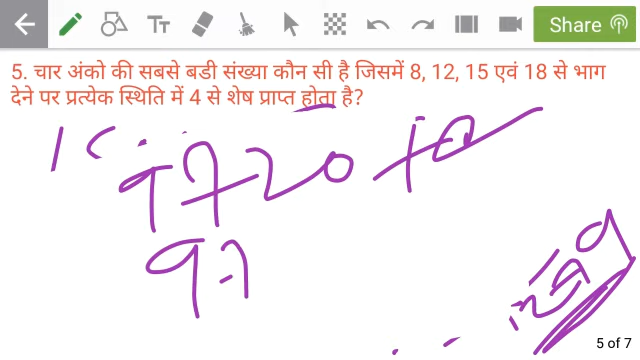 Share
5. चार अंको की सबसे बडी संख्या कौन सी है जिसमें 8, 12, 15 एवं 18 से भाग
देने पर प्रत्येक स्थिति में 4 से शेष प्राप्त होता है?
9720
5 of 7